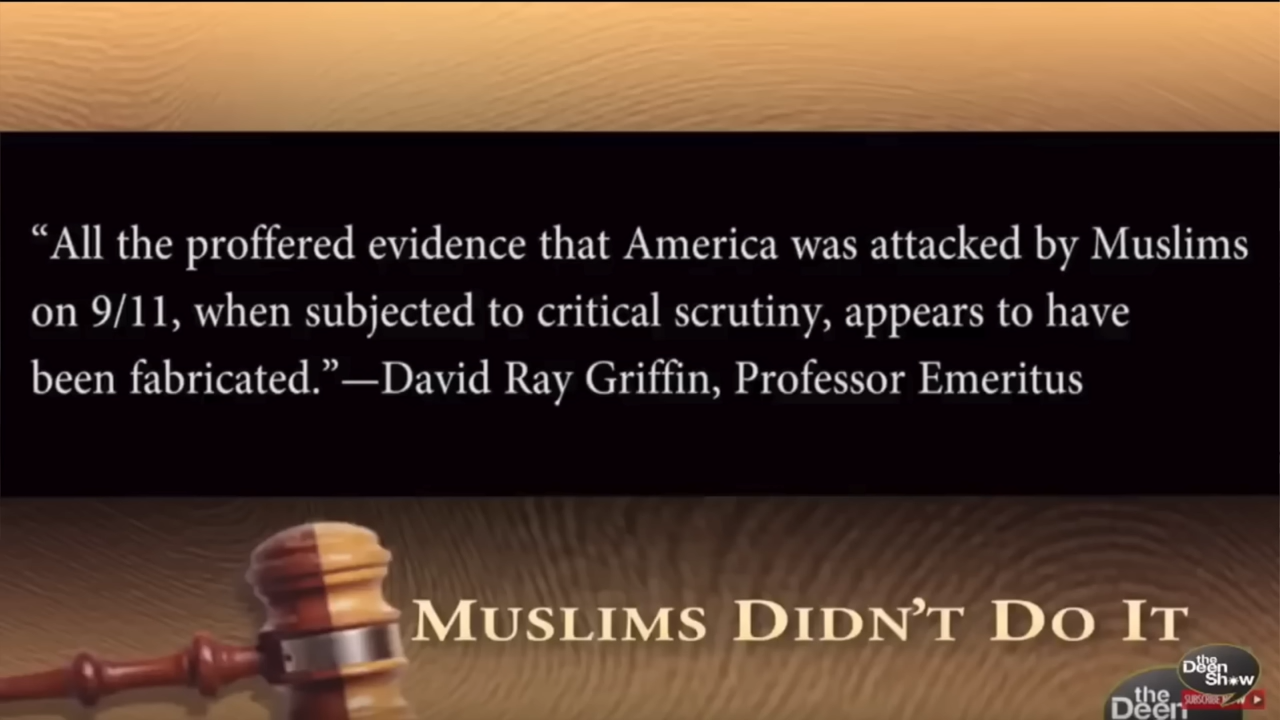 “All the proffered evidence that America was attacked by Muslims
on 9/11, when subjected to critical scrutiny, appears to have
been fabricated.”—David Ray Griffin, Professor Emeritus
MUSLIMS DIDN’T DO IT
the
Deen
Show
SUBSCRIBE
the
Deen